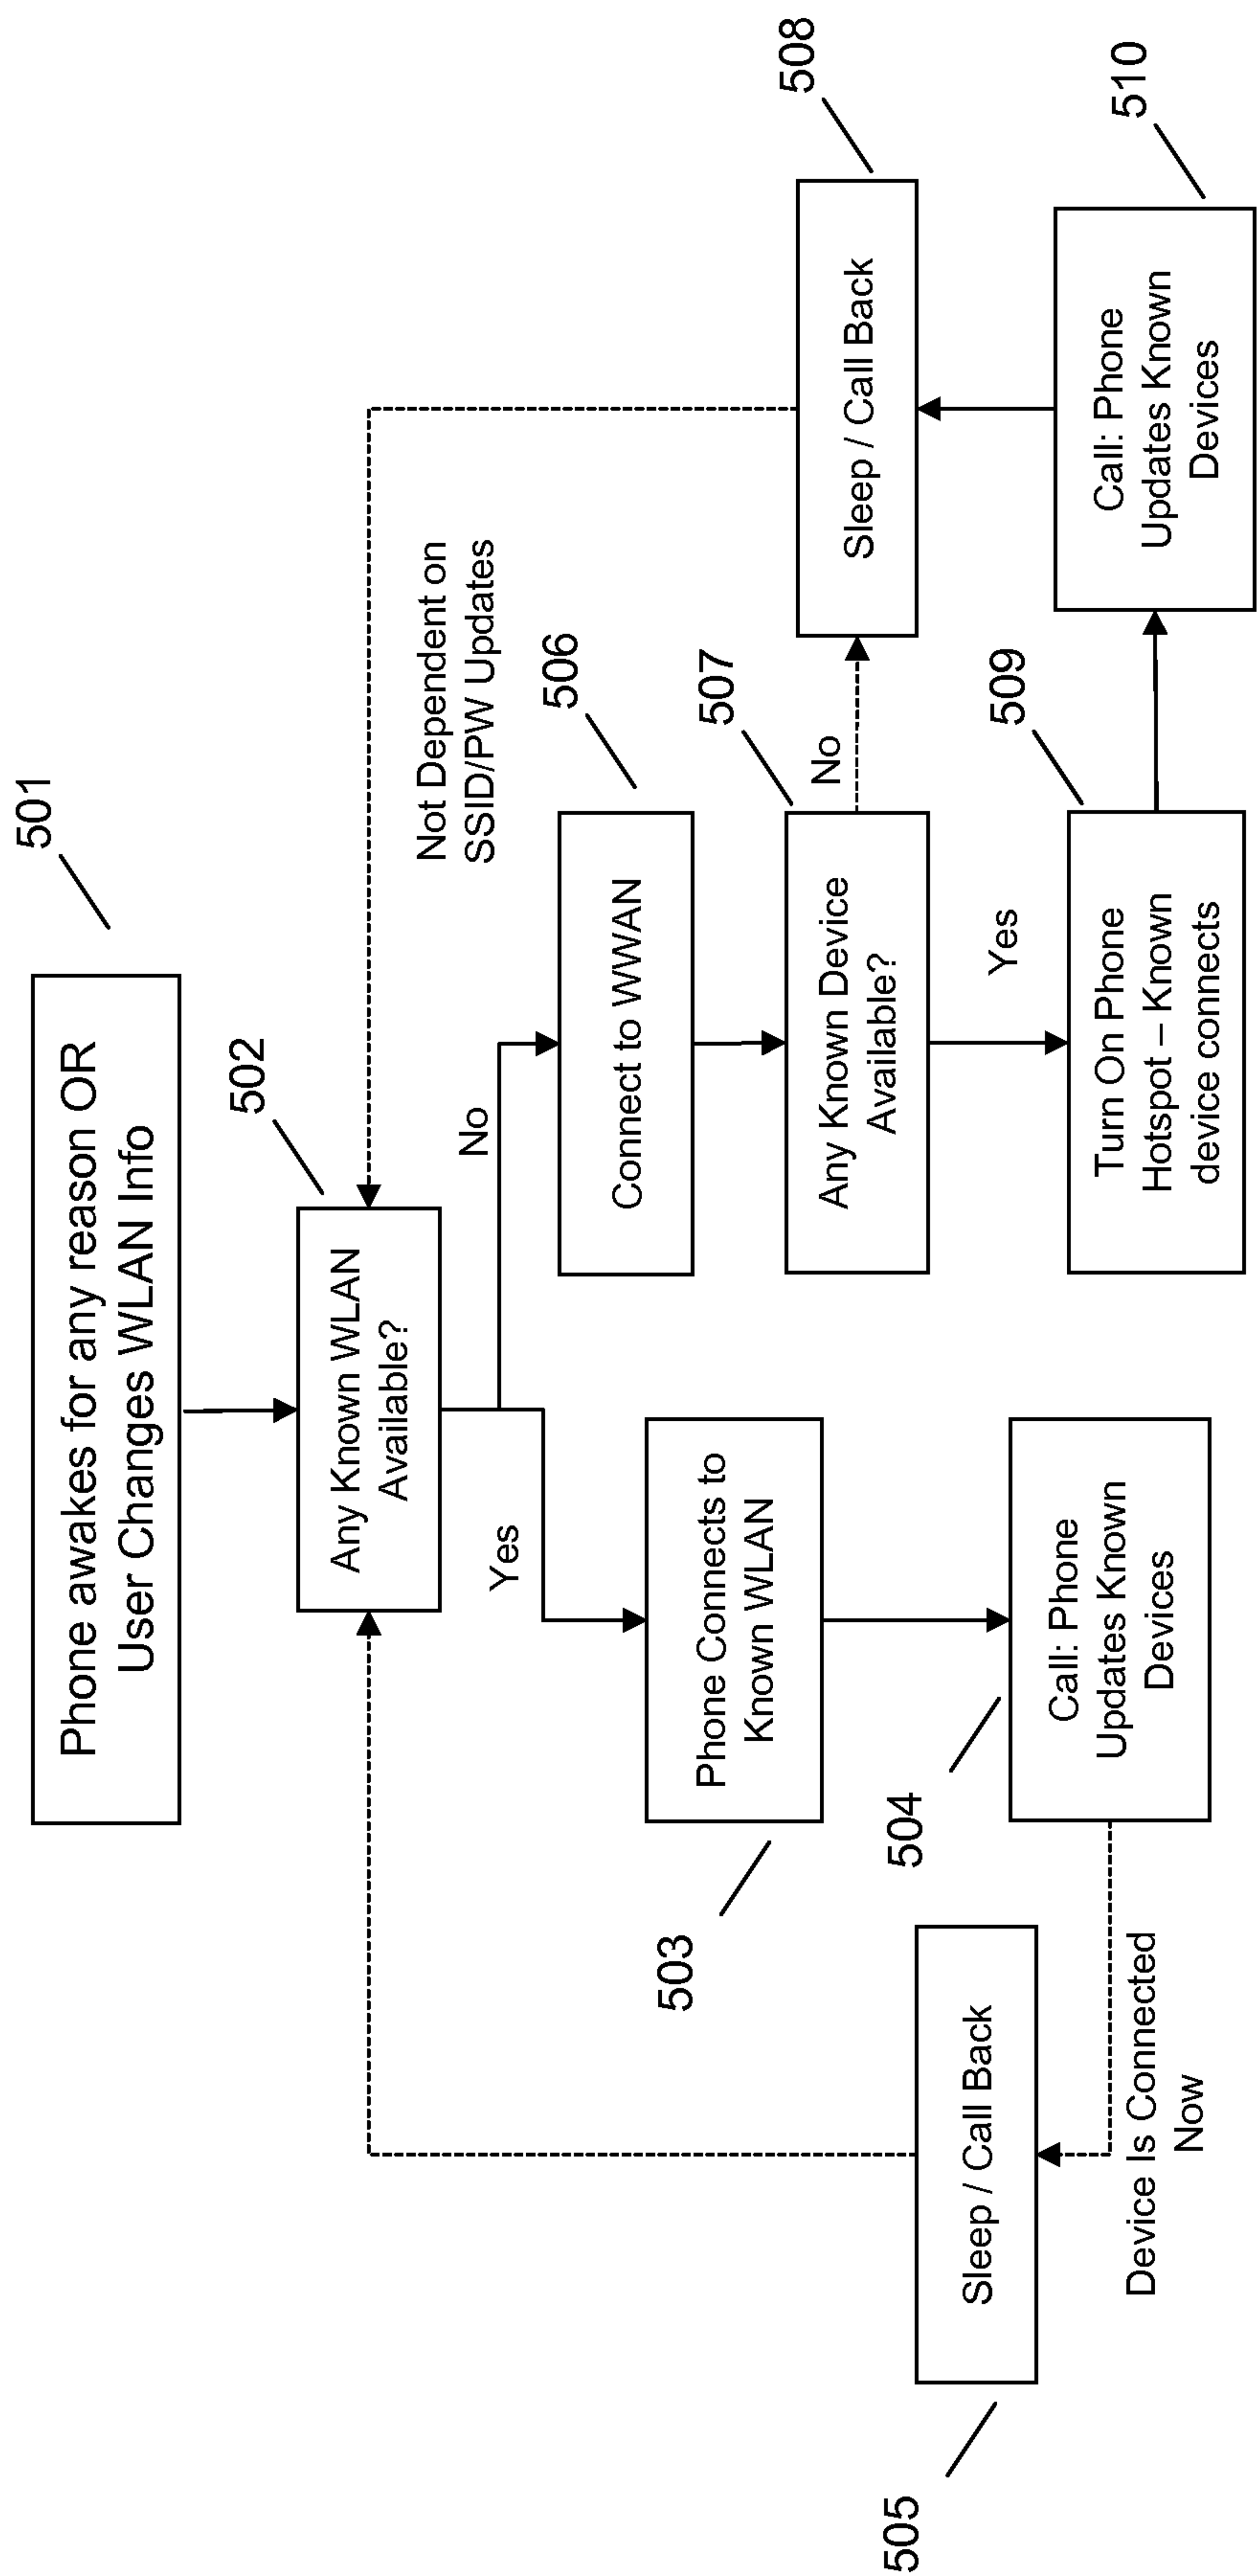 501
Phone awakes for any reason OR
User Changes WLAN Info
502
Any Known WLAN
Available?
Not Dependent on
SSID/PW Updates
Yes
No
503
Phone Connects to
Known WLAN
504
Call: Phone
Updates Known
Devices
Device Is Connected
Now
505
Sleep / Call Back
506
Connect to WWAN
507
Any Known Device
Available?
No
508
Sleep / Call Back
Yes
509
Turn On Phone
Hotspot – Known
device connects
510
Call: Phone
Updates Known
Devices